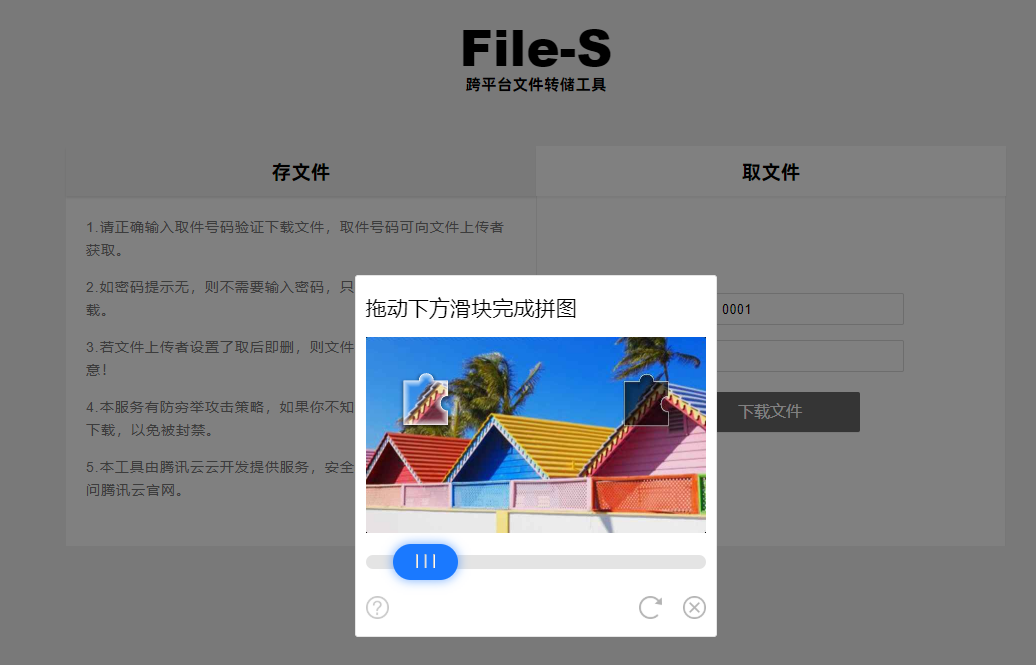 File-S
跨平台文件转储工具
存文件
取文件
1.请正确输入取件号码验证下载文件，取件号码可向文件上传者
获取。
2.如密码提示无，则不需要输入密码，只
载。
3.若文件上传者设置了取后即删，则文件
意！
4.本服务有防穷举攻击策略，如果你不知
下载，以免被封禁。
5.本工具由腾讯云云开发提供服务，安全
问腾讯云官网。
0001
下载文件
拖动下方滑块完成拼图